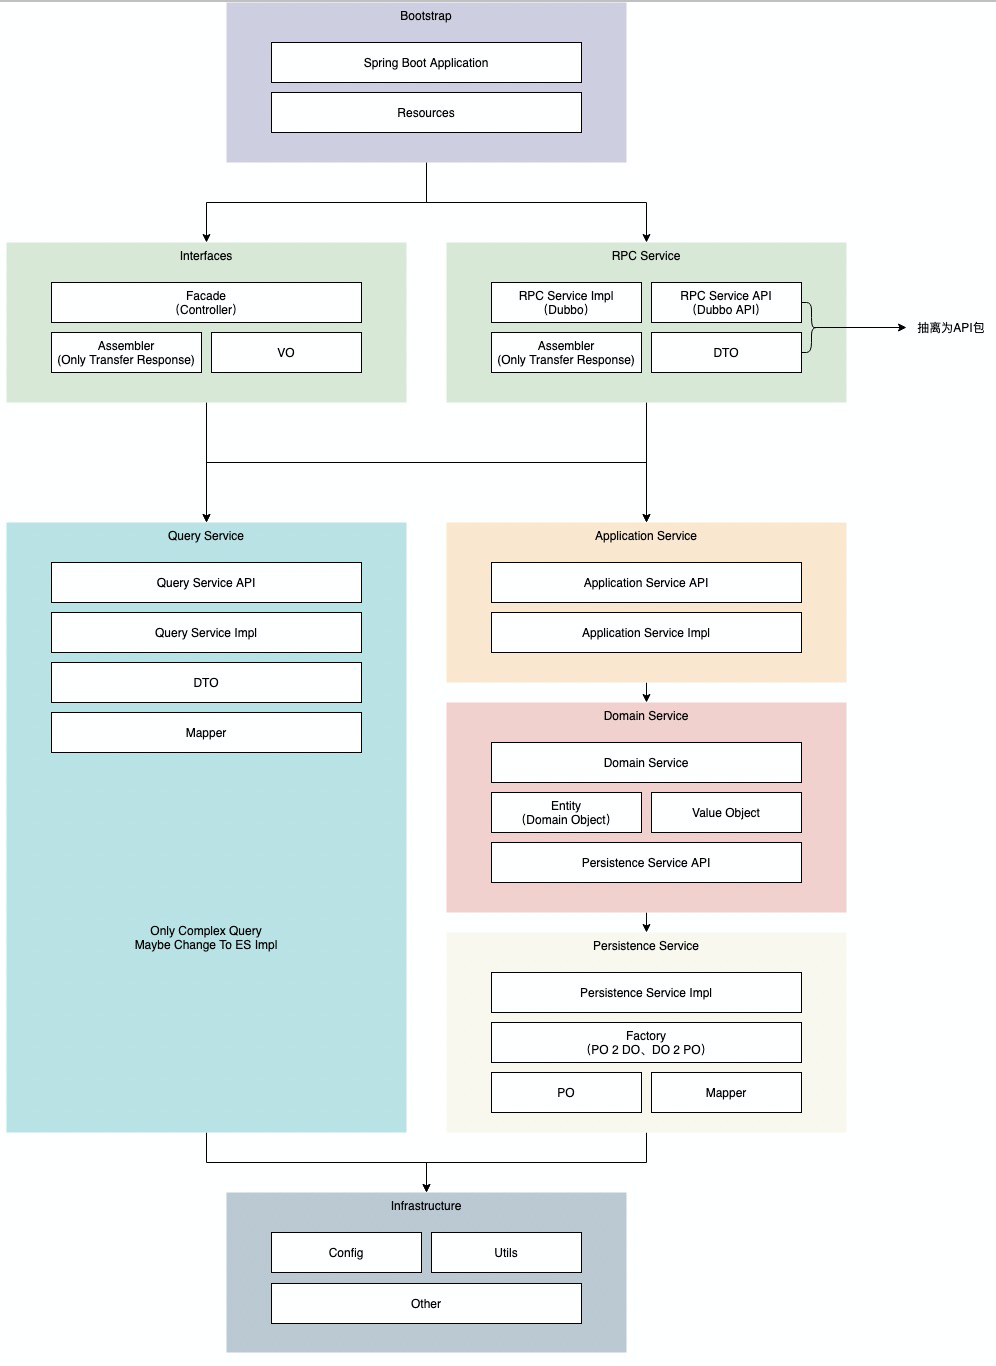 Bootstrap
Spring Boot Application
Resources
Interfaces
Facade
(Controller)
Assembler
(Only Transfer Response)
VO
RPC Service
RPC Service Impl
(Dubbo)
RPC Service API
(Dubbo API)
Assembler
(Only Transfer Response)
DTO
抽离为API包
Query Service
Query Service API
Query Service Impl
DTO
Mapper
Only Complex Query
Maybe Change To ES Impl
Application Service
Application Service API
Application Service Impl
Domain Service
Domain Service
Entity
(Domain Object)
Value Object
Persistence Service API
Persistence Service
Persistence Service Impl
Factory
(PO 2 DO、DO 2 PO)
PO
Mapper
Infrastructure
Config
Utils
Other